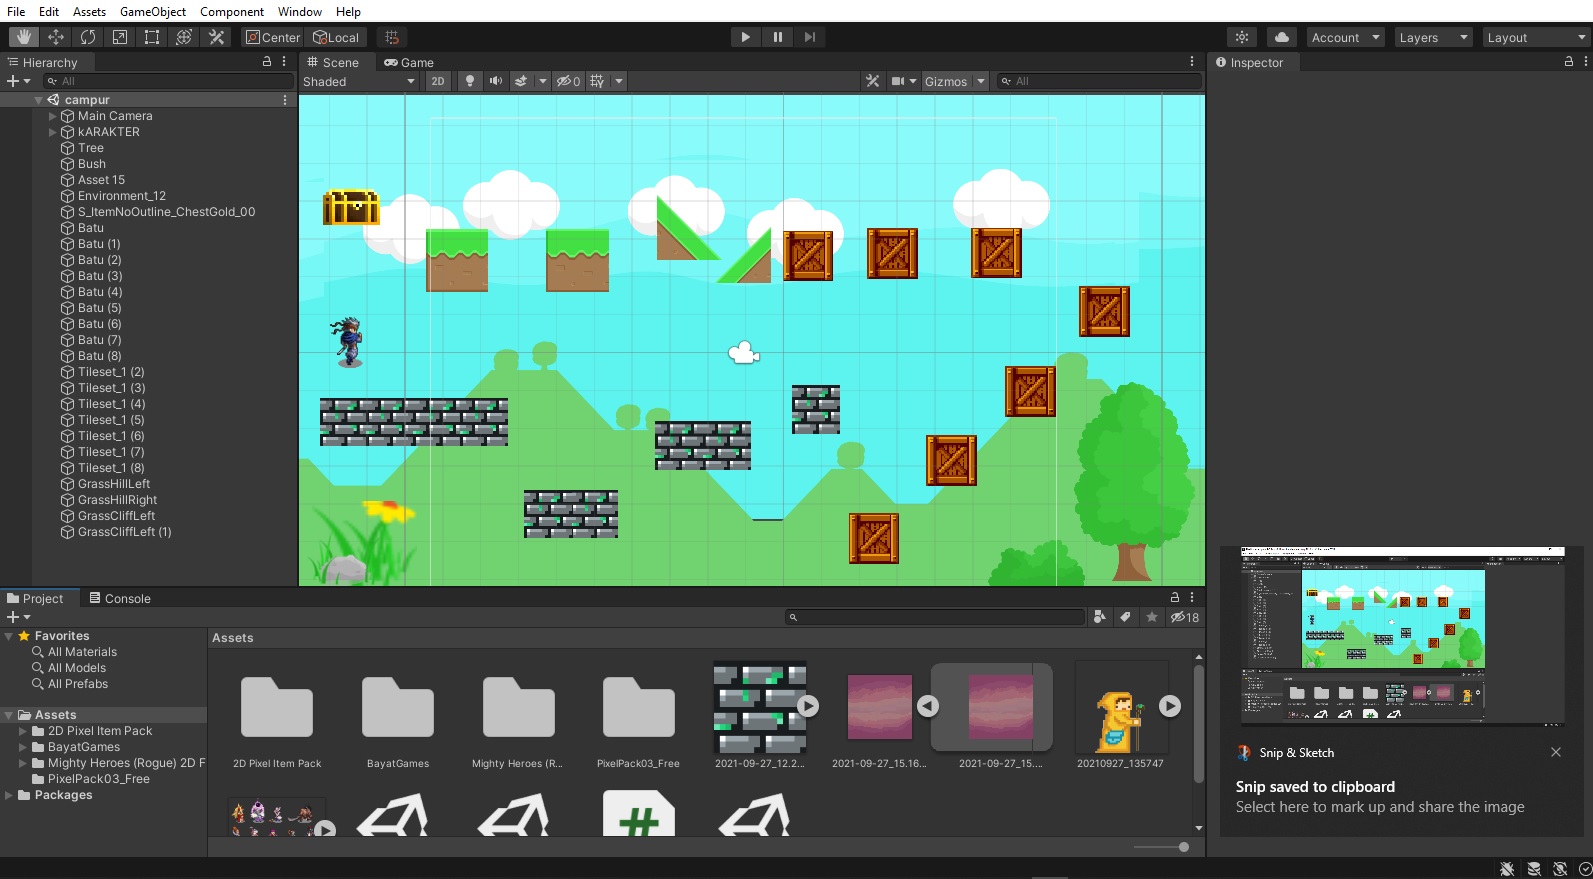 File Edit Assets GameObject Component Window Help
Center Local
Account Layers Layout
Hierarchy
All
campur
Main Camera
kARAKTER
Tree
Bush
Asset 15
Environment_12
S_ItemNoOutline_ChestGold_00
Batu
Batu (1)
Batu (2)
Batu (3)
Batu (4)
Batu (5)
Batu (6)
Batu (7)
Batu (8)
Tileset_1 (2)
Tileset_1 (3)
Tileset_1 (4)
Tileset_1 (5)
Tileset_1 (6)
Tileset_1 (7)
Tileset_1 (8)
GrassHillLeft
GrassHillRight
GrassCliffLeft
GrassCliffLeft (1)
Scene Game
Shaded 2D 0 Gizmos All
Inspector
Project Console
18
Favorites
All Materials
All Models
All Prefabs
Assets
2D Pixel Item Pack
BayatGames
Mighty Heroes (Rogue) 2D F
PixelPack03_Free
Packages
Assets
2D Pixel Item Pack
BayatGames
Mighty Heroes (R...
PixelPack03_Free
2021-09-27_12.2...
2021-09-27_15.16...
2021-09-27_15....
20210927_135747
Snip & Sketch
Snip saved to clipboard
Select here to mark up and share the image